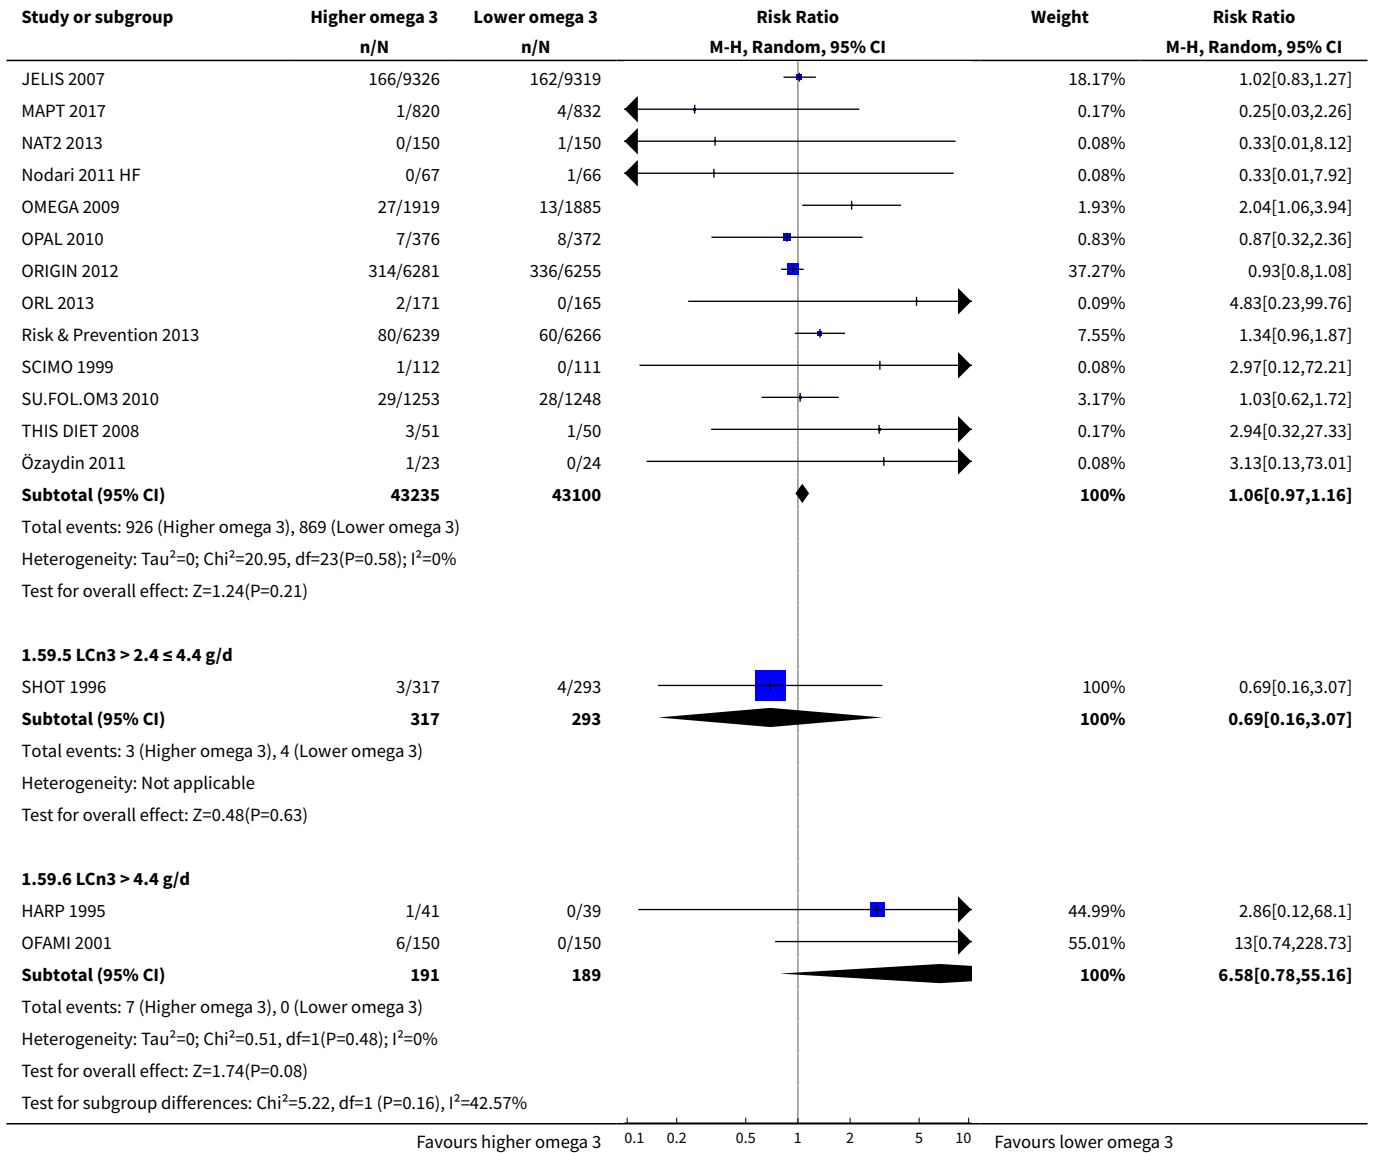 Study or subgroup Higher omega 3 Lower omega 3 Risk Ratio Weight Risk Ratio
n/N n/N M-H, Random, 95% CI M-H, Random, 95% CI
JELIS 2007 166/9326 162/9319 18.17% 1.02[0.83,1.27]
MAPT 2017 1/820 4/832 0.17% 0.25[0.03,2.26]
NAT2 2013 0/150 1/150 0.08% 0.33[0.01,8.12]
Nodari 2011 HF 0/67 1/66 0.08% 0.33[0.01,7.92]
OMEGA 2009 27/1919 13/1885 1.93% 2.04[1.06,3.94]
OPAL 2010 7/376 8/372 0.83% 0.87[0.32,2.36]
ORIGIN 2012 314/6281 336/6255 37.27% 0.93[0.8,1.08]
ORL 2013 2/171 0/165 0.09% 4.83[0.23,99.76]
Risk & Prevention 2013 80/6239 60/6266 7.55% 1.34[0.96,1.87]
SCIMO 1999 1/112 0/111 0.08% 2.97[0.12,72.21]
SU.FOL.OM3 2010 29/1253 28/1248 3.17% 1.03[0.62,1.72]
THIS DIET 2008 3/51 1/50 0.17% 2.94[0.32,27.33]
Özaydin 2011 1/23 0/24 0.08% 3.13[0.13,73.01]
Subtotal (95% CI) 43235 43100 100% 1.06[0.97,1.16]
Total events: 926 (Higher omega 3), 869 (Lower omega 3)
Heterogeneity: Tau²=0; Chi²=20.95, df=23(P=0.58); I²=0%
Test for overall effect: Z=1.24(P=0.21)
1.59.5 LCn3 > 2.4 ≤ 4.4 g/d
SHOT 1996 3/317 4/293 100% 0.69[0.16,3.07]
Subtotal (95% CI) 317 293 100% 0.69[0.16,3.07]
Total events: 3 (Higher omega 3), 4 (Lower omega 3)
Heterogeneity: Not applicable
Test for overall effect: Z=0.48(P=0.63)
1.59.6 LCn3 > 4.4 g/d
HARP 1995 1/41 0/39 44.99% 2.86[0.12,68.1]
OFAMI 2001 6/150 0/150 55.01% 13[0.74,228.73]
Subtotal (95% CI) 191 189 100% 6.58[0.78,55.16]
Total events: 7 (Higher omega 3), 0 (Lower omega 3)
Heterogeneity: Tau²=0; Chi²=0.51, df=1(P=0.48); I²=0%
Test for overall effect: Z=1.74(P=0.08)
Test for subgroup differences: Chi²=5.22, df=1 (P=0.16), I²=42.57%
Favours higher omega 3 0.1 0.2 0.5 1 2 5 10 Favours lower omega 3